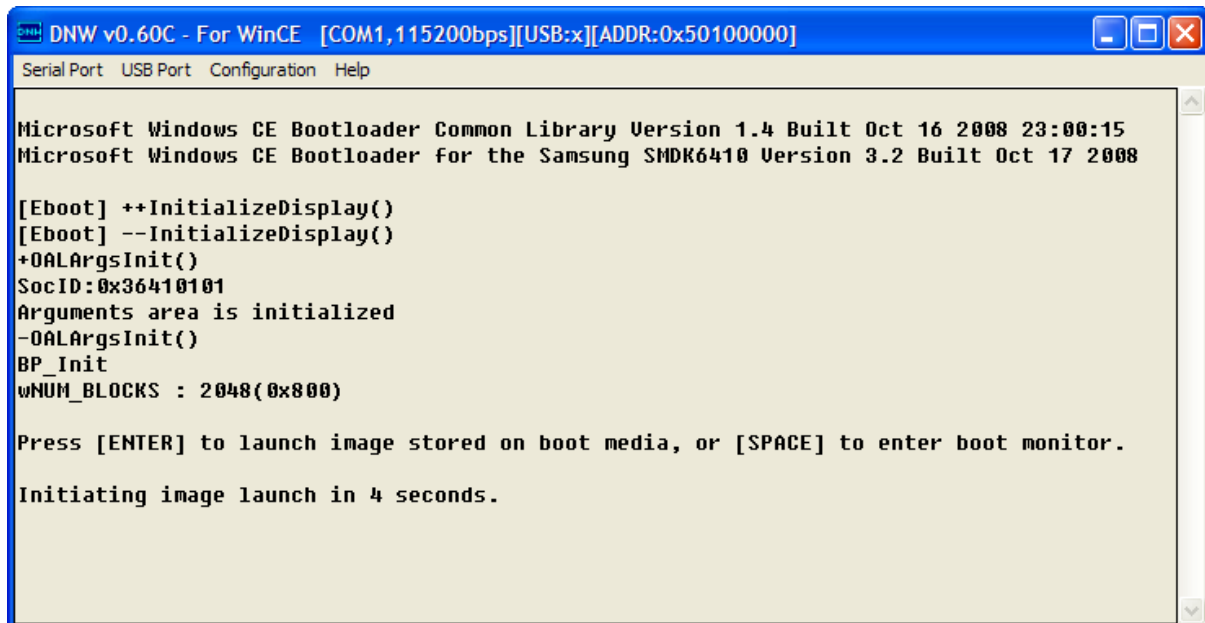 DNW v0.60C - For WinCE [COM1,115200bps][USB:x][ADDR:0x50100000]
Serial Port USB Port Configuration Help
Microsoft Windows CE Bootloader Common Library Version 1.4 Built Oct 16 2008 23:00:15
Microsoft Windows CE Bootloader for the Samsung SMDK6410 Version 3.2 Built Oct 17 2008
[Eboot] ++InitializeDisplay()
[Eboot] --InitializeDisplay()
+OALArgsInit()
SocID:0x36410101
Arguments area is initialized
-OALArgsInit()
BP_Init
wNUM_BLOCKS : 2048(0x800)
Press [ENTER] to launch image stored on boot media, or [SPACE] to enter boot monitor.
Initiating image launch in 4 seconds.